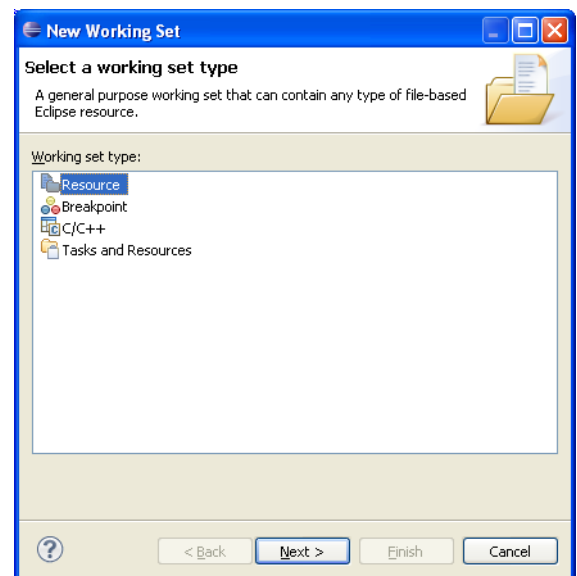 New Working Set
Select a working set type
A general purpose working set that can contain any type of file-based
Eclipse resource.
Working set type:
Resource
Breakpoint
C/C++
Tasks and Resources
? < Back Next > Finish Cancel